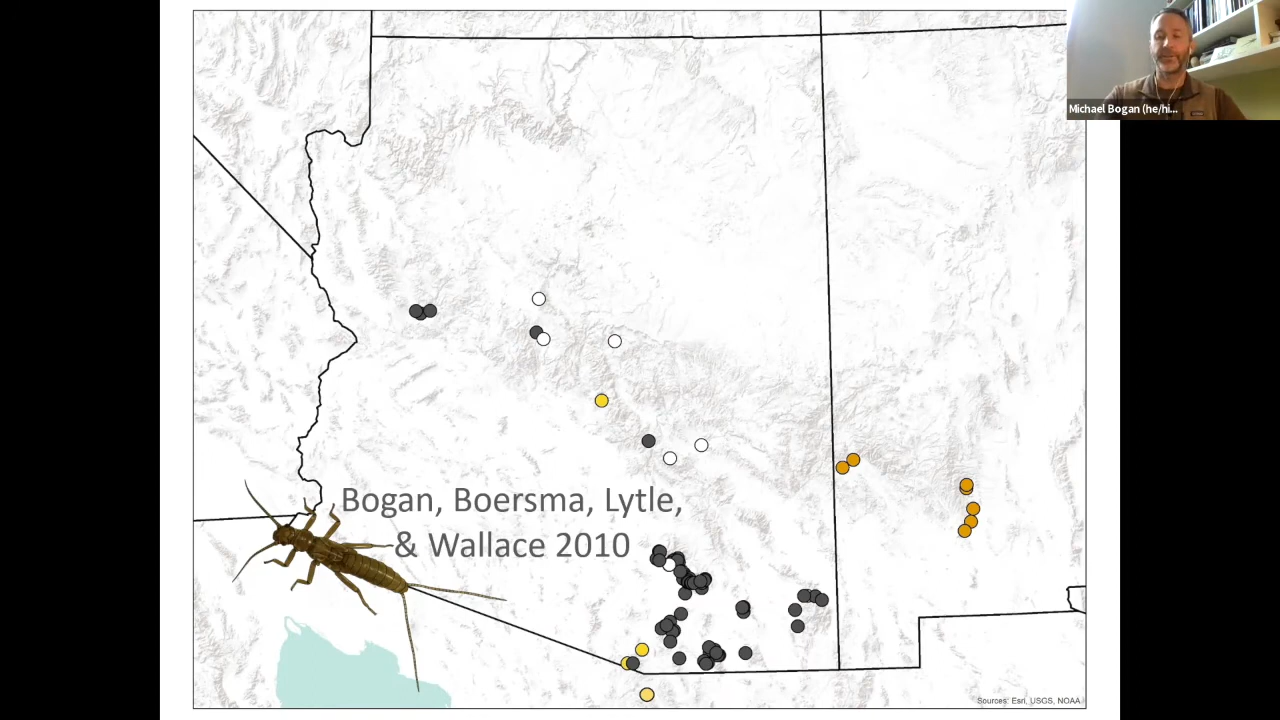 Michael Bogan (he/hi...
Bogan, Boersma, Lytle,
& Wallace 2010
Sources: Esri, USGS, NOAA